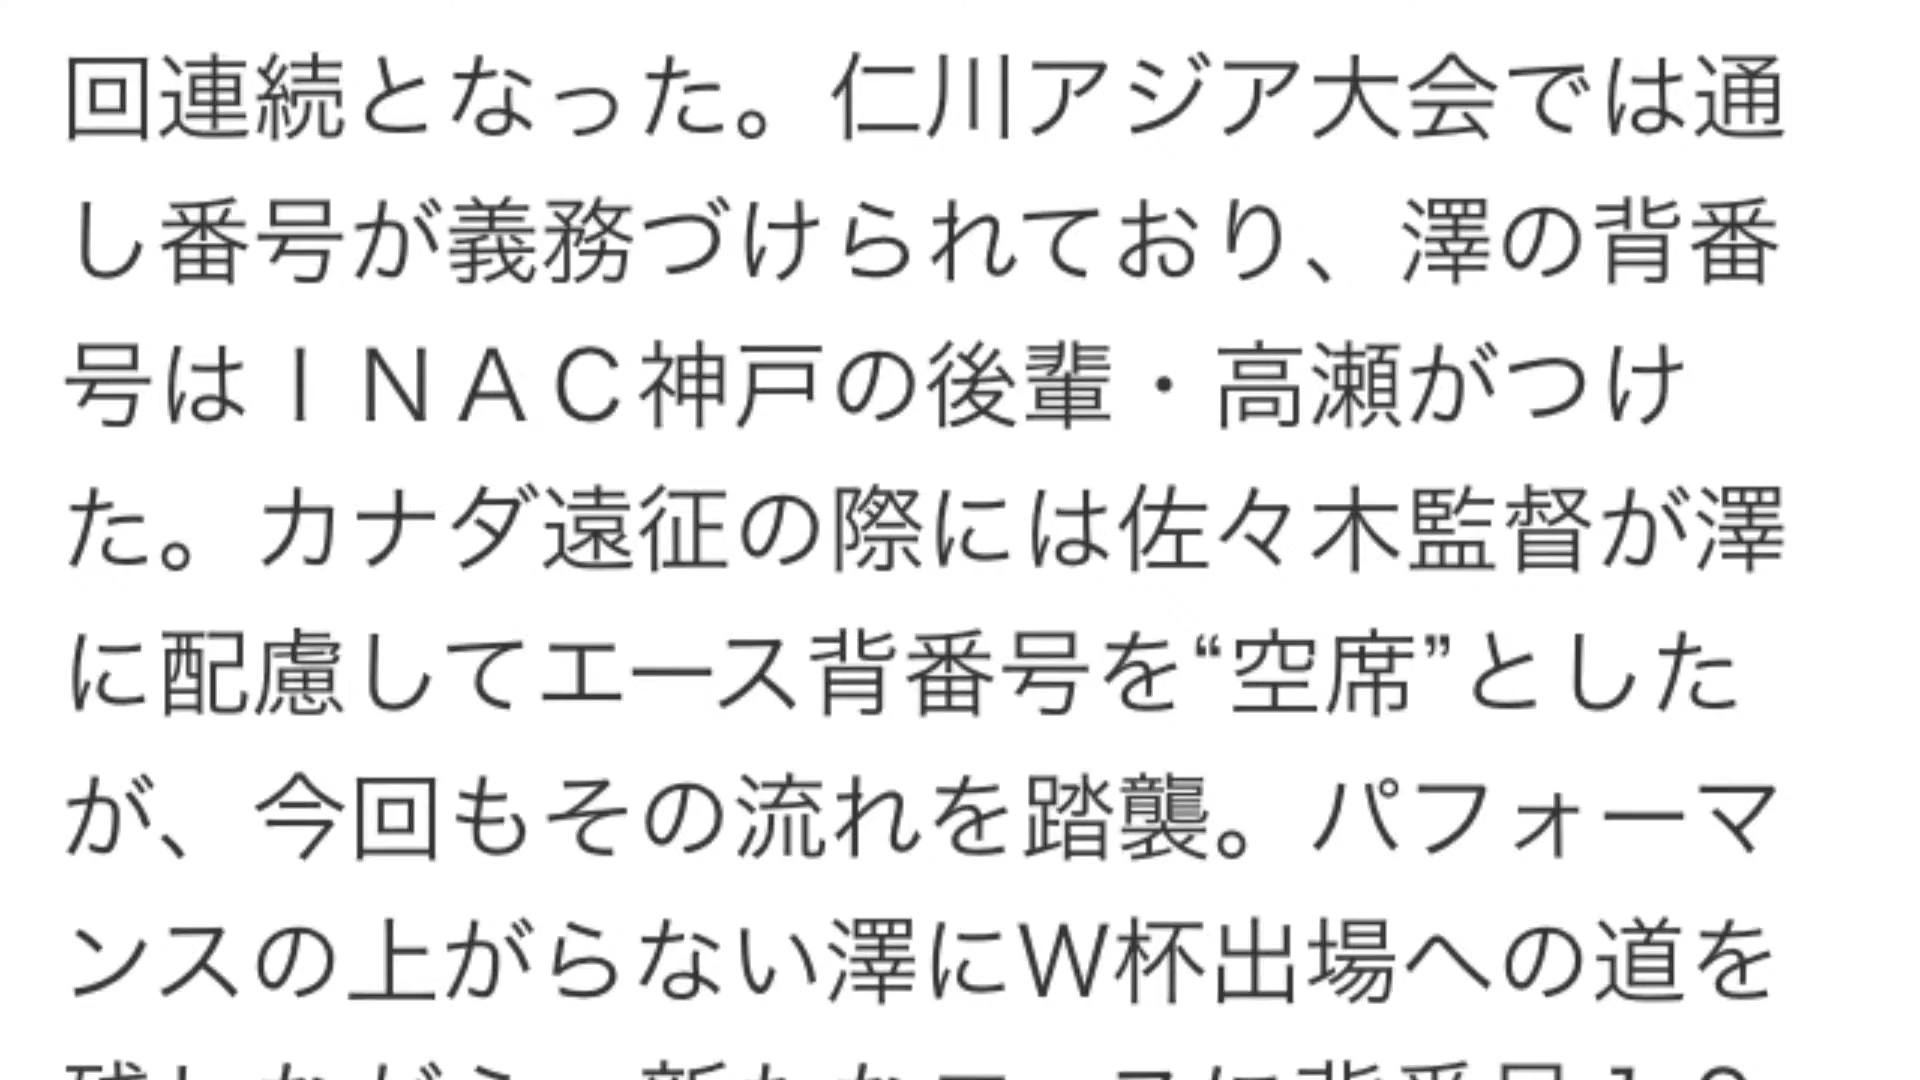 回連続となった。仁川アジア大会では通
し番号が義務づけられており、澤の背番
号はＩＮＡＣ神戸の後輩・高瀬がつけ
た。カナダ遠征の際には佐々木監督が澤
に配慮してエース背番号を“空席”とした
が、今回もその流れを踏襲。パフォーマ
ンスの上がらない澤にＷ杯出場への道を